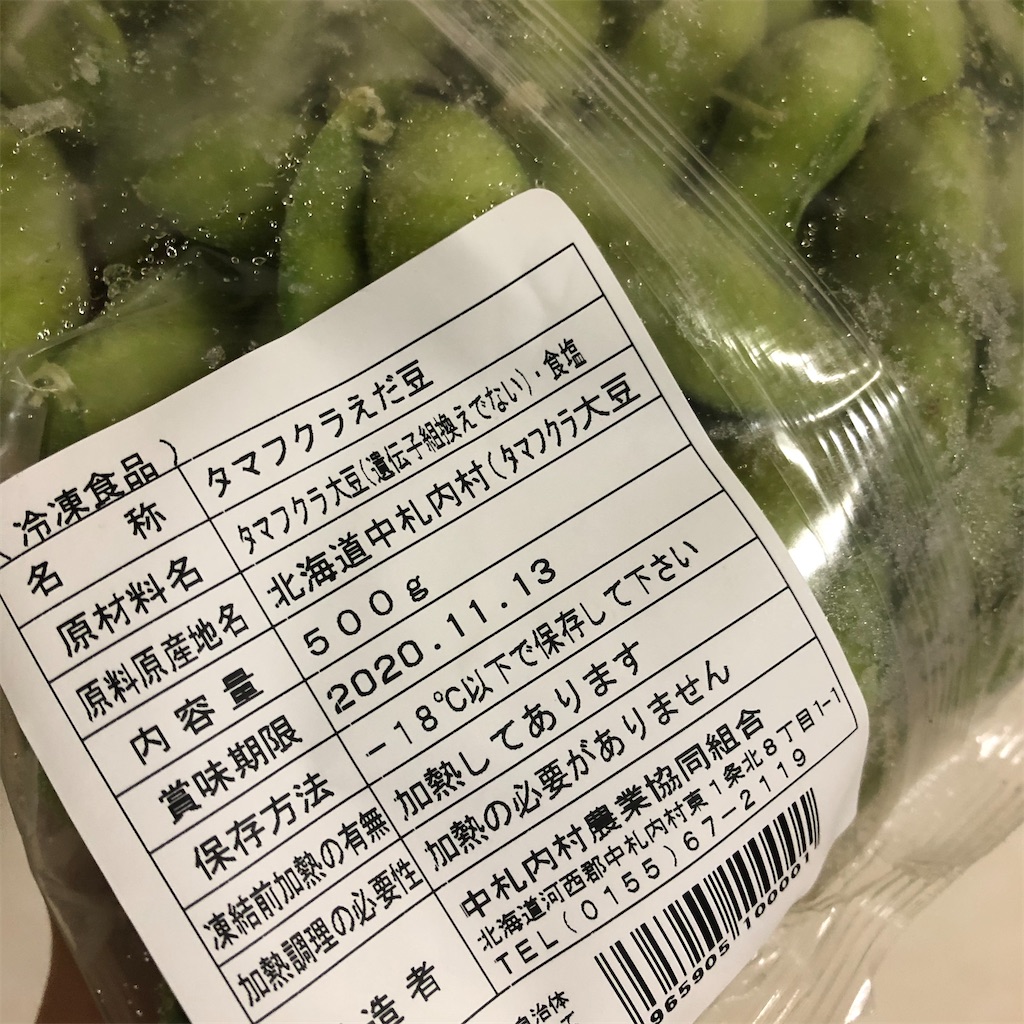 (冷凍食品)
名称 タマフクラえだ豆
原材料名 タマフクラ大豆(遺伝子組換えでない)・食塩
原料原産地名 北海道中札内村(タマフクラ大豆
内容量 500g
賞味期限 2020.11.13
保存方法 -18℃以下で保存して下さい
凍結前加熱の有無 加熱してあります
加熱調理の必要性 加熱の必要がありません
造者 中札内村農業協同組合
北海道河西郡中札内村東1条北8丁目1-1
TEL(0155)67-2119
965905 100001
自治体